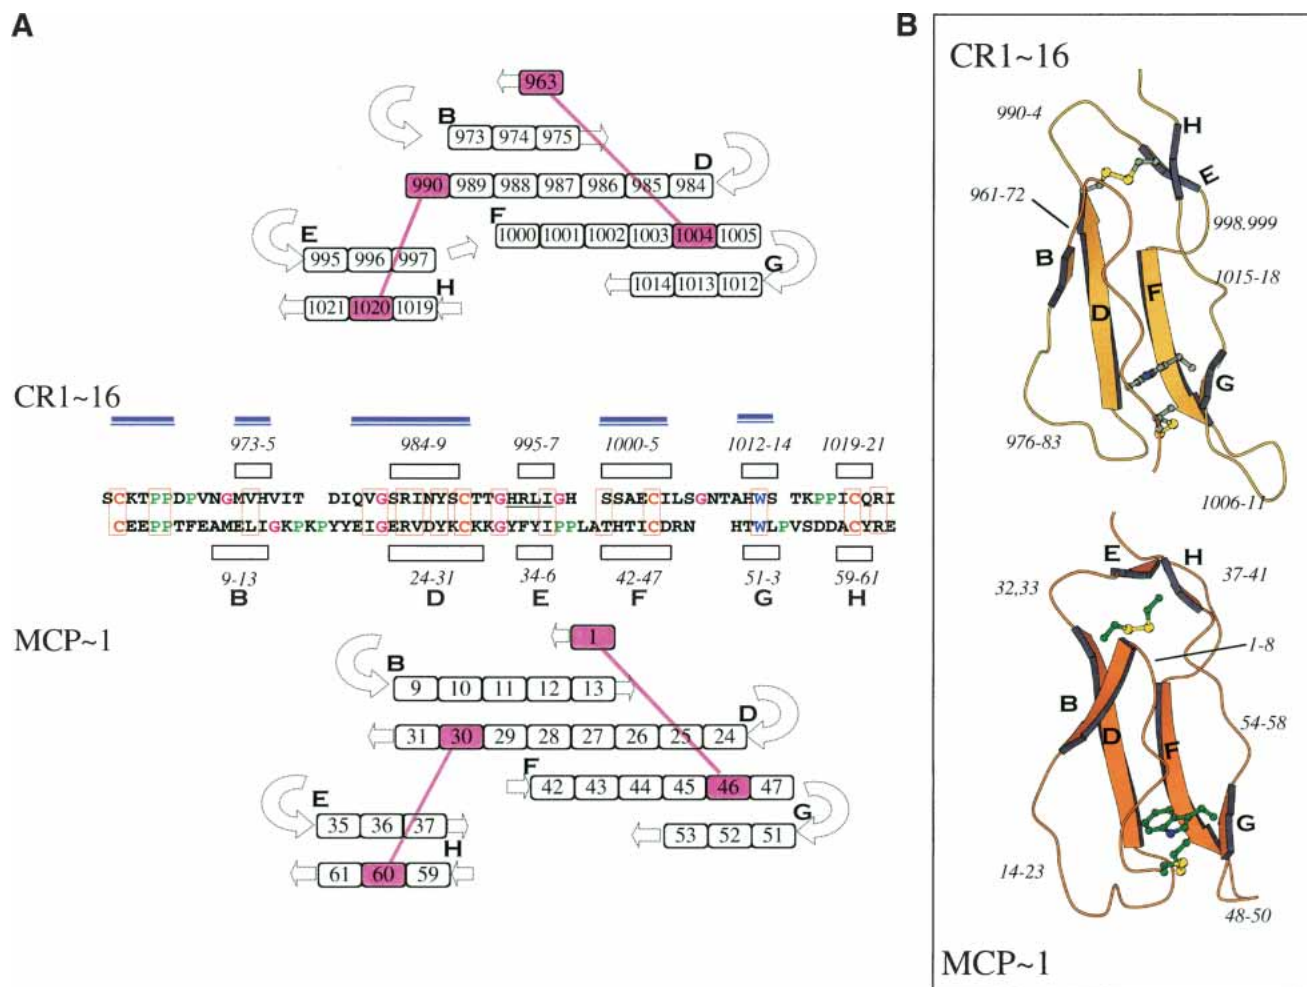 A
963
B
973 974 975
D
990 989 988 987 986 985 984
F
1000 1001 1002 1003 1004 1005
E
995 996 997
G
1014 1013 1012
H
1021 1020 1019
CR1~16
973-5 984-9 995-7 1000-5 1012-14 1019-21
SCKTPPDPVNGMVHVIT DIQVGSRINYSCTTGHRLIGH SSAECILSGNTAHWS TKPPICQRI
CEEPPTFEAMELIGKPKPYYEIGERVDYKCKKGYFYIPPLATHTICDRN HTWLPVSDDACYRE
9-13 24-31 34-6 42-47 51-3 59-61
B D E F G H
MCP~1
1
B
9 10 11 12 13
D
31 30 29 28 27 26 25 24
F
42 43 44 45 46 47
E
35 36 37
G
53 52 51
H
61 60 59
B
CR1~16
990-4
H
E
961-72
998.999
B
1015-18
F
D
G
976-83
1006-11
E H
37-41
32,33
1-8
B
54-58
D F
G
14-23
48-50
MCP~1